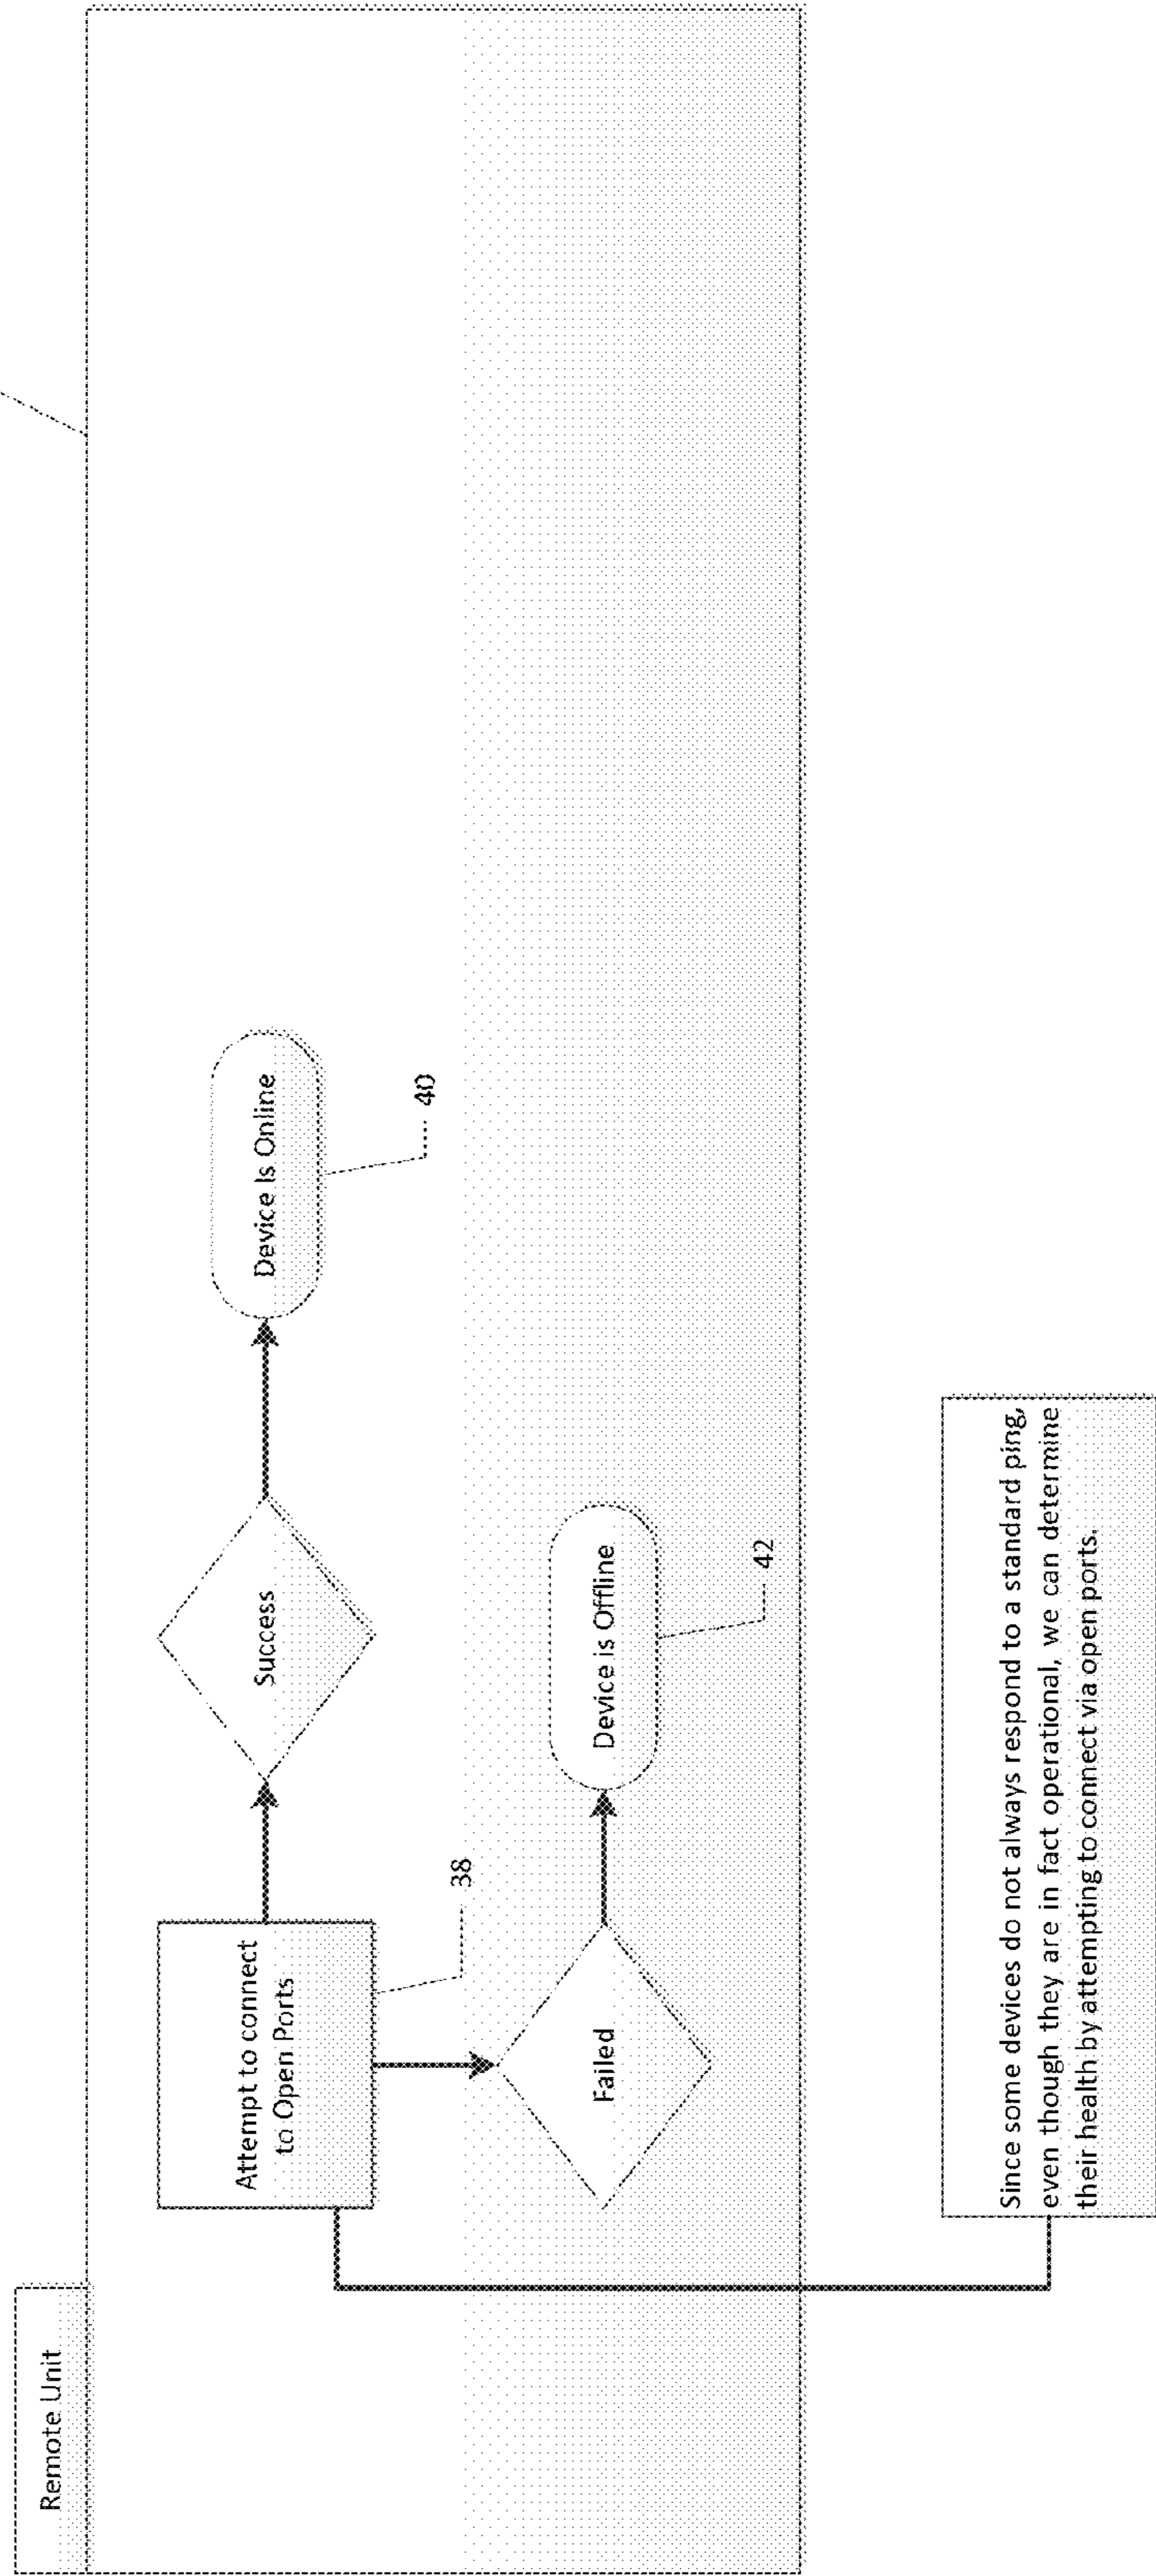 Remote Unit
Attempt to connect
to Open Ports
38
Success
Device Is Online
40
Failed
Device is Offline
42
Since some devices do not always respond to a standard ping,
even though they are in fact operational, we can determine
their health by attempting to connect via open ports.